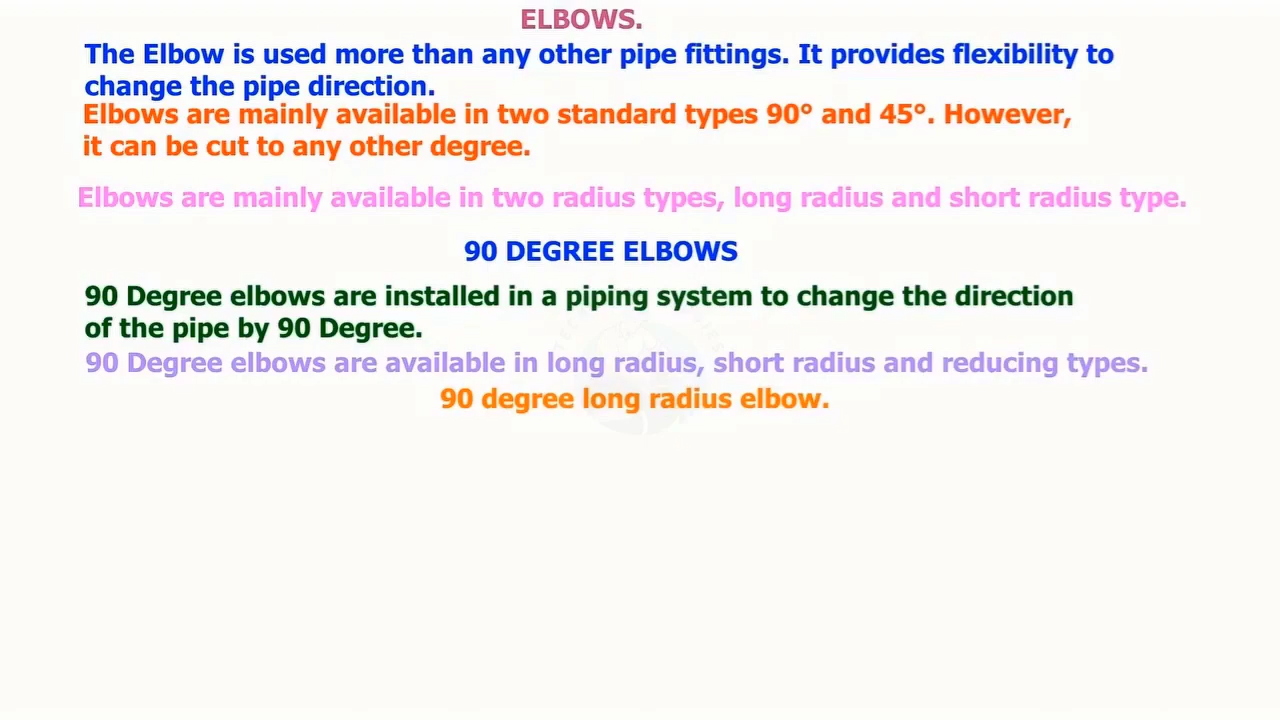 ELBOWS.
The Elbow is used more than any other pipe fittings. It provides flexibility to
change the pipe direction.
Elbows are mainly available in two standard types 90° and 45°. However,
it can be cut to any other degree.
Elbows are mainly available in two radius types, long radius and short radius type.
90 DEGREE ELBOWS
90 Degree elbows are installed in a piping system to change the direction
of the pipe by 90 Degree.
90 Degree elbows are available in long radius, short radius and reducing types.
90 degree long radius elbow.